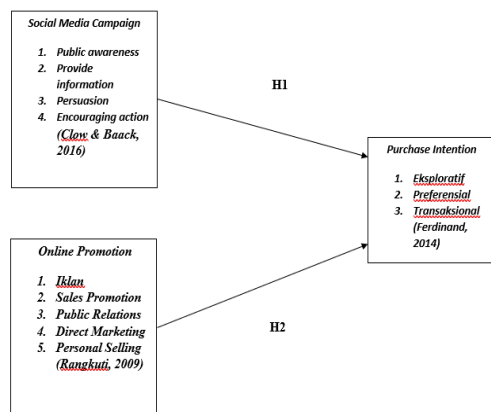 Social Media Campaign
1. Public awareness
2. Provide
information
3. Persuasion
4. Encouraging action
(Clow & Baack,
2016)
H1
Purchase Intention
1. Eksploratif
2. Preferensial
3. Transaksional
(Ferdinand,
2014)
Online Promotion
1. Iklan
2. Sales Promotion
3. Public Relations
4. Direct Marketing
5. Personal Selling
(Rangkuti, 2009)
H2